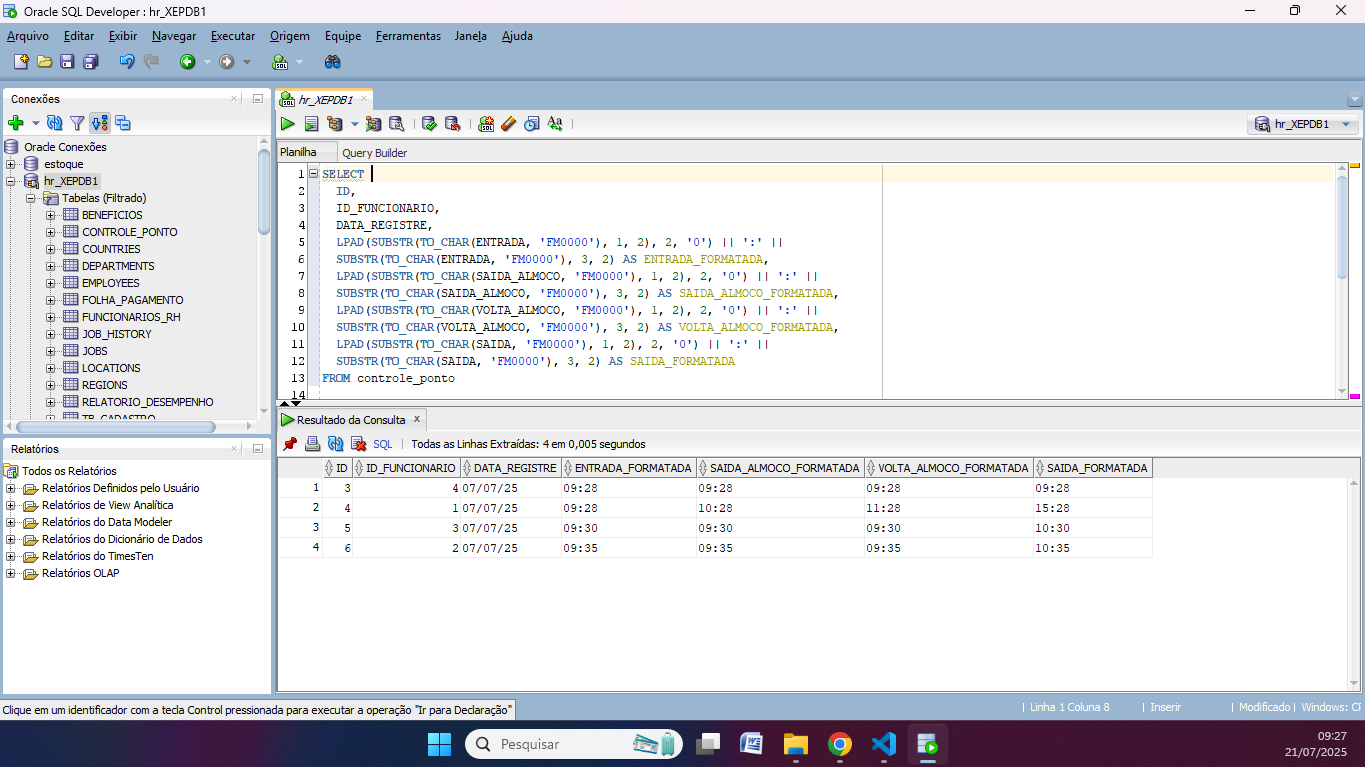 Oracle SQL Developer : hr_XEPDB1
Arquivo Editar Exibir Navegar Executar Origem Equipe Ferramentas Janela Ajuda
Conexões
Oracle Conexões
estoque
hr_XEPDB1
Tabelas (Filtrado)
BENEFICIOS
CONTROLE_PONTO
COUNTRIES
DEPARTMENTS
EMPLOYEES
FOLHA_PAGAMENTO
FUNCIONARIOS_RH
JOB_HISTORY
JOBS
LOCATIONS
REGIONS
RELATORIO_DESEMPENHO
TB_CADASTRO
Relatórios
Todos os Relatórios
Relatórios Definidos pelo Usuário
Relatórios de View Analítica
Relatórios do Data Modeler
Relatórios do Dicionário de Dados
Relatórios do TimesTen
Relatórios OLAP
hr_XEPDB1
hr_XEPDB1
Planilha Query Builder
1 SELECT
2 ID,
3 ID_FUNCIONARIO,
4 DATA_REGISTRE,
5 LPAD(SUBSTR(TO_CHAR(ENTRADA, 'FM0000'), 1, 2), 2, '0') || ':' ||
6 SUBSTR(TO_CHAR(ENTRADA, 'FM0000'), 3, 2) AS ENTRADA_FORMATADA,
7 LPAD(SUBSTR(TO_CHAR(SAIDA_ALMOCO, 'FM0000'), 1, 2), 2, '0') || ':' ||
8 SUBSTR(TO_CHAR(SAIDA_ALMOCO, 'FM0000'), 3, 2) AS SAIDA_ALMOCO_FORMATADA,
9 LPAD(SUBSTR(TO_CHAR(VOLTA_ALMOCO, 'FM0000'), 1, 2), 2, '0') || ':' ||
10 SUBSTR(TO_CHAR(VOLTA_ALMOCO, 'FM0000'), 3, 2) AS VOLTA_ALMOCO_FORMATADA,
11 LPAD(SUBSTR(TO_CHAR(SAIDA, 'FM0000'), 1, 2), 2, '0') || ':' ||
12 SUBSTR(TO_CHAR(SAIDA, 'FM0000'), 3, 2) AS SAIDA_FORMATADA
13 FROM controle_ponto
14
Resultado da Consulta
SQL | Todas as Linhas Extraídas: 4 em 0,005 segundos
ID ID_FUNCIONARIO DATA_REGISTRE ENTRADA_FORMATADA SAIDA_ALMOCO_FORMATADA VOLTA_ALMOCO_FORMATADA SAIDA_FORMATADA
1 3 4 07/07/25 09:28 09:28 09:28 09:28
2 4 1 07/07/25 09:28 10:28 11:28 15:28
3 5 3 07/07/25 09:30 09:30 09:30 10:30
4 6 2 07/07/25 09:35 09:35 09:35 10:35
Clique em um identificador com a tecla Control pressionada para executar a operação "Ir para Declaração"
Linha 1 Coluna 8 | Inserir | Modificado | Windows: CR
Pesquisar
09:27
21/07/2025